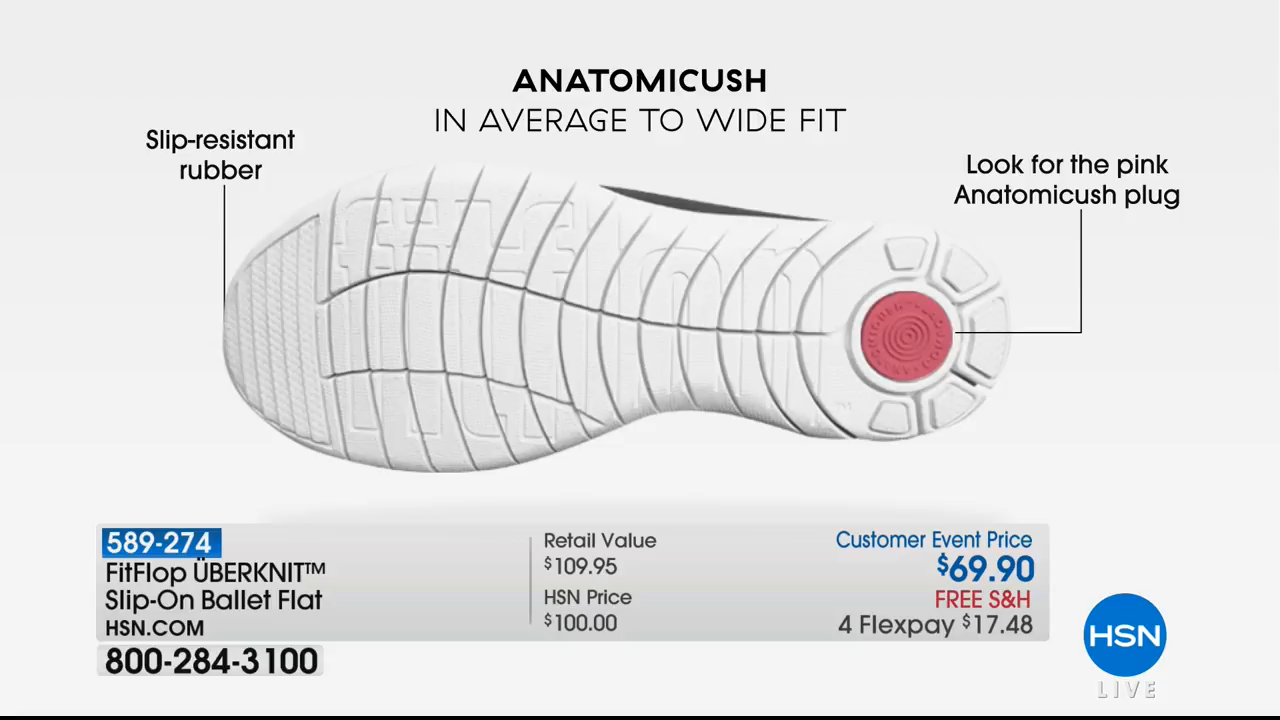 ANATOMICUSH
IN AVERAGE TO WIDE FIT
Slip-resistant
rubber
Look for the pink
Anatomicush plug
589-274
FitFlop ÜBERKNIT™
Slip-On Ballet Flat
HSN.COM
800-284-3100
Retail Value
$109.95
HSN Price
$100.00
Customer Event Price
$69.90
FREE S&H
4 Flexpay $17.48
HSN
LIVE